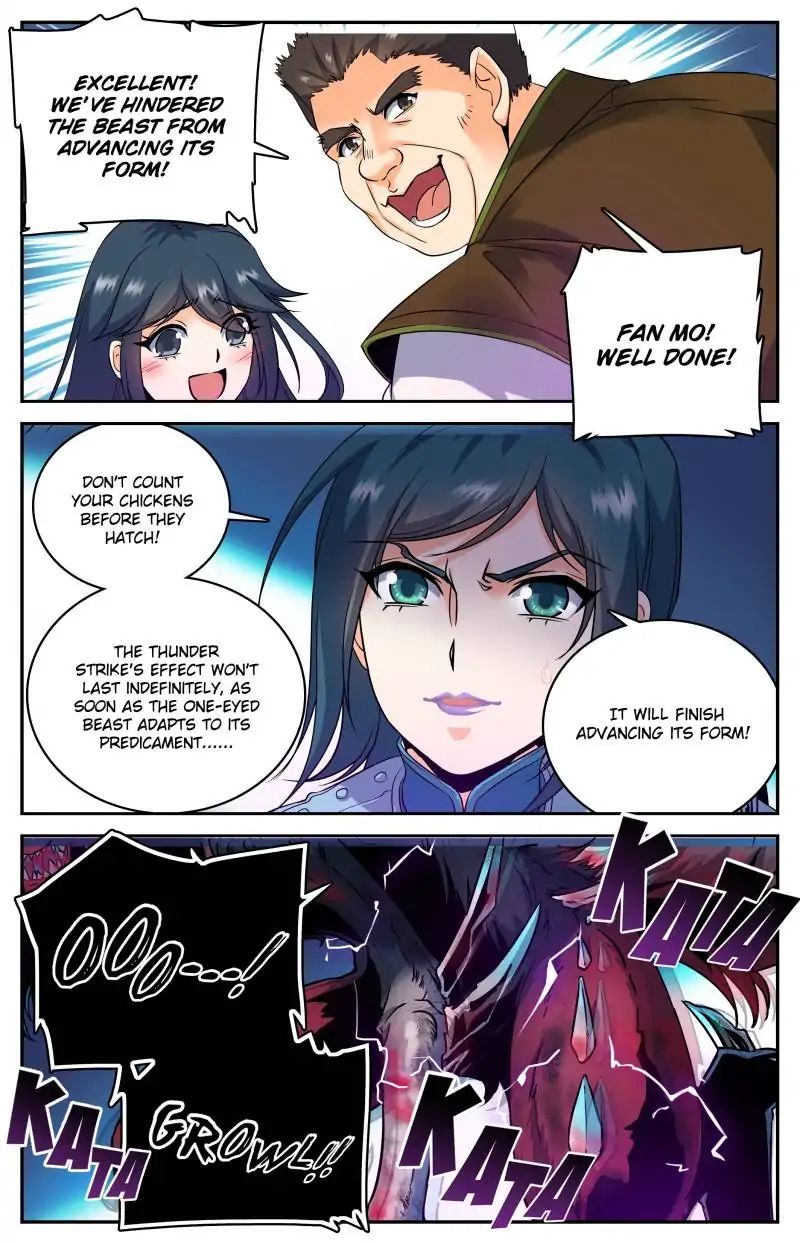 EXCELLENT!
WE'VE HINDERED
THE BEAST FROM
ADVANCING ITS
FORM!
FAN MO!
WELL DONE!
DON'T COUNT
YOUR CHICKENS
BEFORE THEY
HATCH!
THE THUNDER
STRIKE'S EFFECT WON'T
LAST INDEFINITELY, AS
SOON AS THE ONE-EYED
BEAST ADAPTS TO ITS
PREDICAMENT......
IT WILL FINISH
ADVANCING ITS FORM!
KATA
OOO---!
GROWL!!
KATA
KATA